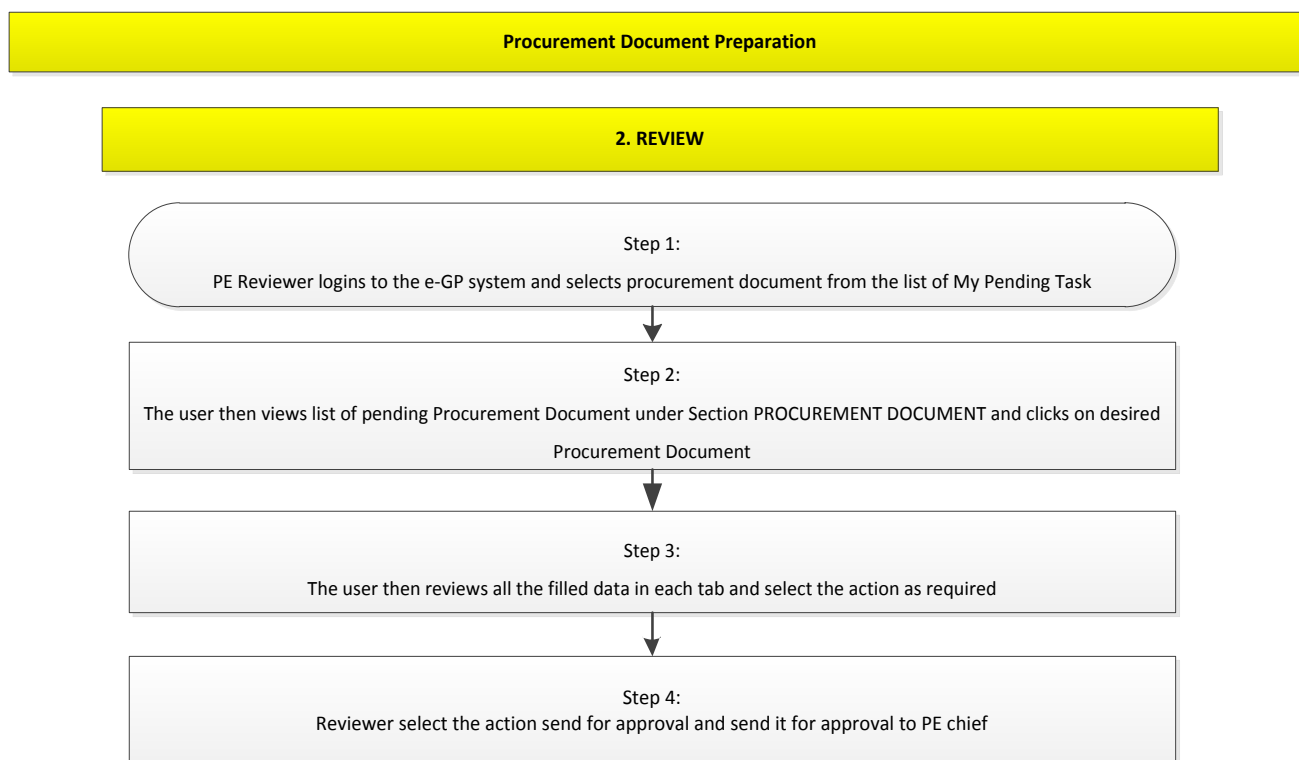 Procurement Document Preparation
2. REVIEW
Step 1:
PE Reviewer logins to the e-GP system and selects procurement document from the list of My Pending Task
Step 2:
The user then views list of pending Procurement Document under Section PROCUREMENT DOCUMENT and clicks on desired
Procurement Document
Step 3:
The user then reviews all the filled data in each tab and select the action as required
Step 4:
Reviewer select the action send for approval and send it for approval to PE chief